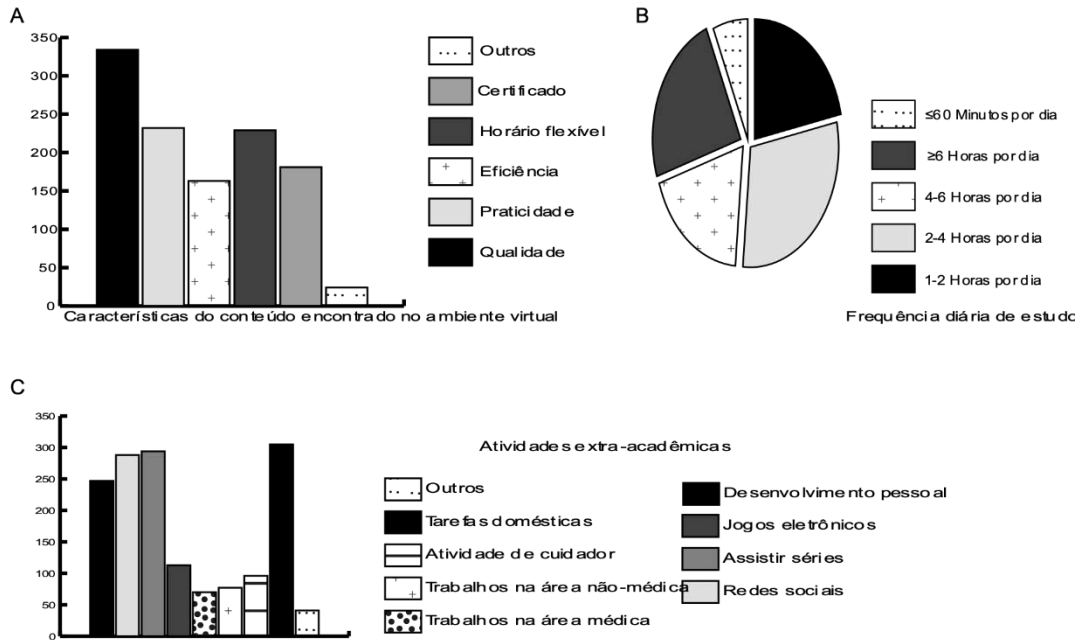 A
350
300
250
200
150
100
50
0
Outros
Certificado
Horário flexível
Eficiência
Praticidade
Qualidade
Características do conteúdo encontrado no ambiente virtual
B
≤60 Minutos por dia
≥6 Horas por dia
4-6 Horas por dia
2-4 Horas por dia
1-2 Horas por dia
Frequência diária de estudo
C
350
300
250
200
150
100
50
0
Atividades extra-acadêmicas
Outros
Tarefas domésticas
Atividade de cuidador
Trabalhos na área não-médica
Trabalhos na área médica
Desenvolvimento pessoal
Jogos eletrônicos
Assistir séries
Redes sociais